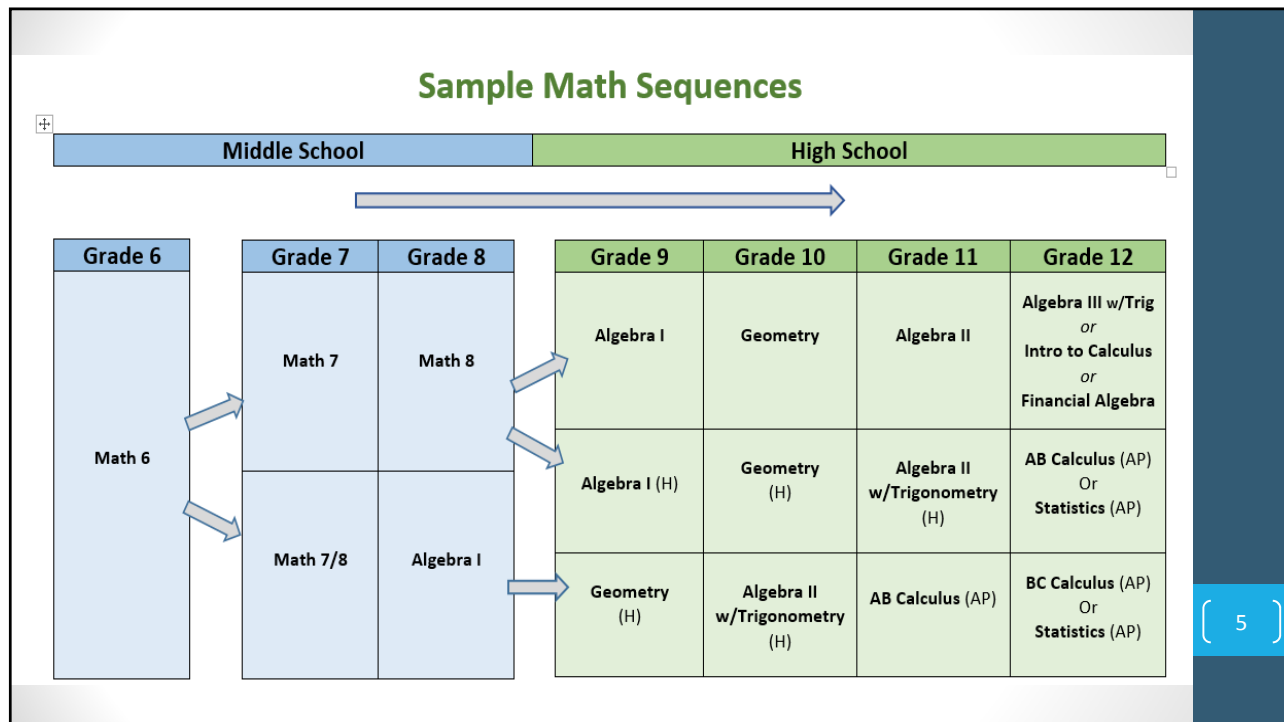 Sample Math Sequences
Middle School
High School
Grade 6
Math 6
Grade 7
Grade 8
Math 7
Math 8
Math 7/8
Algebra I
Grade 9
Grade 10
Grade 11
Grade 12
Algebra I
Geometry
Algebra II
Algebra III w/Trig
or
Intro to Calculus
or
Financial Algebra
Algebra I (H)
Geometry
(H)
Algebra II
w/Trigonometry
(H)
AB Calculus (AP)
Or
Statistics (AP)
Geometry
(H)
Algebra II
w/Trigonometry
(H)
AB Calculus (AP)
BC Calculus (AP)
Or
Statistics (AP)
5